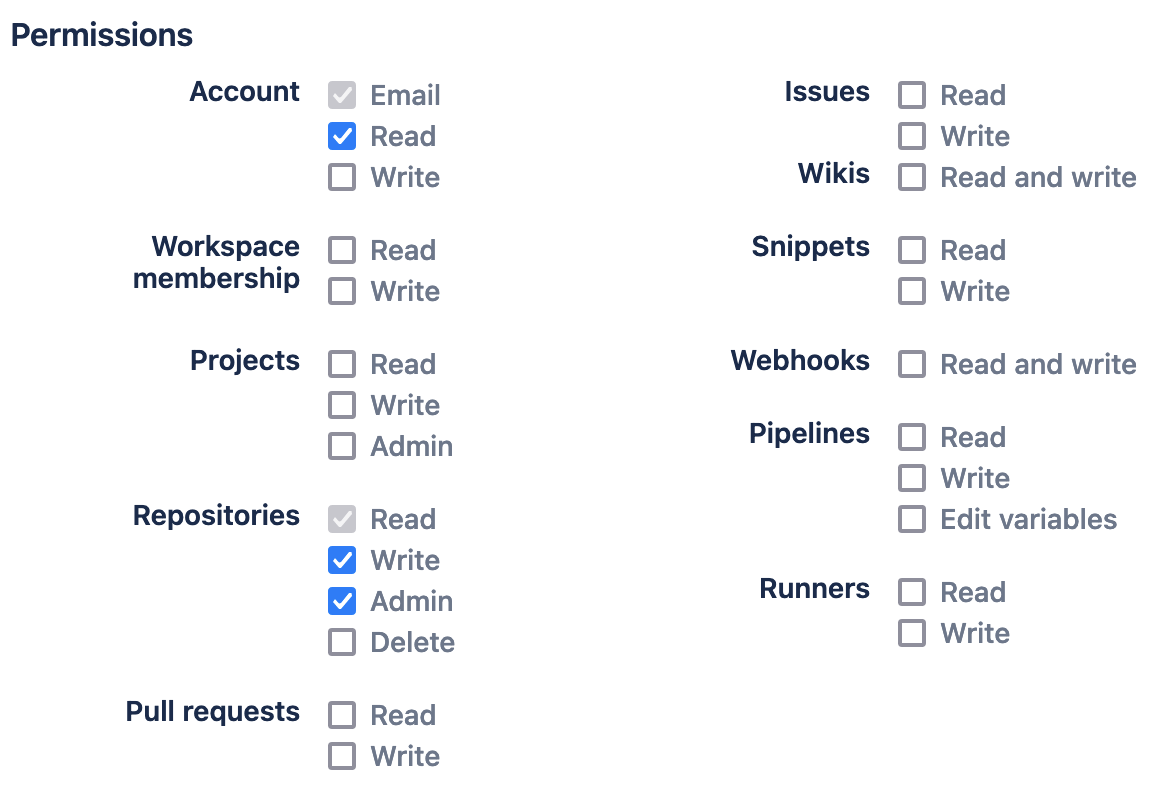 Permissions
Account
Email
Read
Write
Workspace
membership
Read
Write
Projects
Read
Write
Admin
Repositories
Read
Write
Admin
Delete
Pull requests
Read
Write
Issues
Read
Write
Wikis
Read and write
Snippets
Read
Write
Webhooks
Read and write
Pipelines
Read
Write
Edit variables
Runners
Read
Write